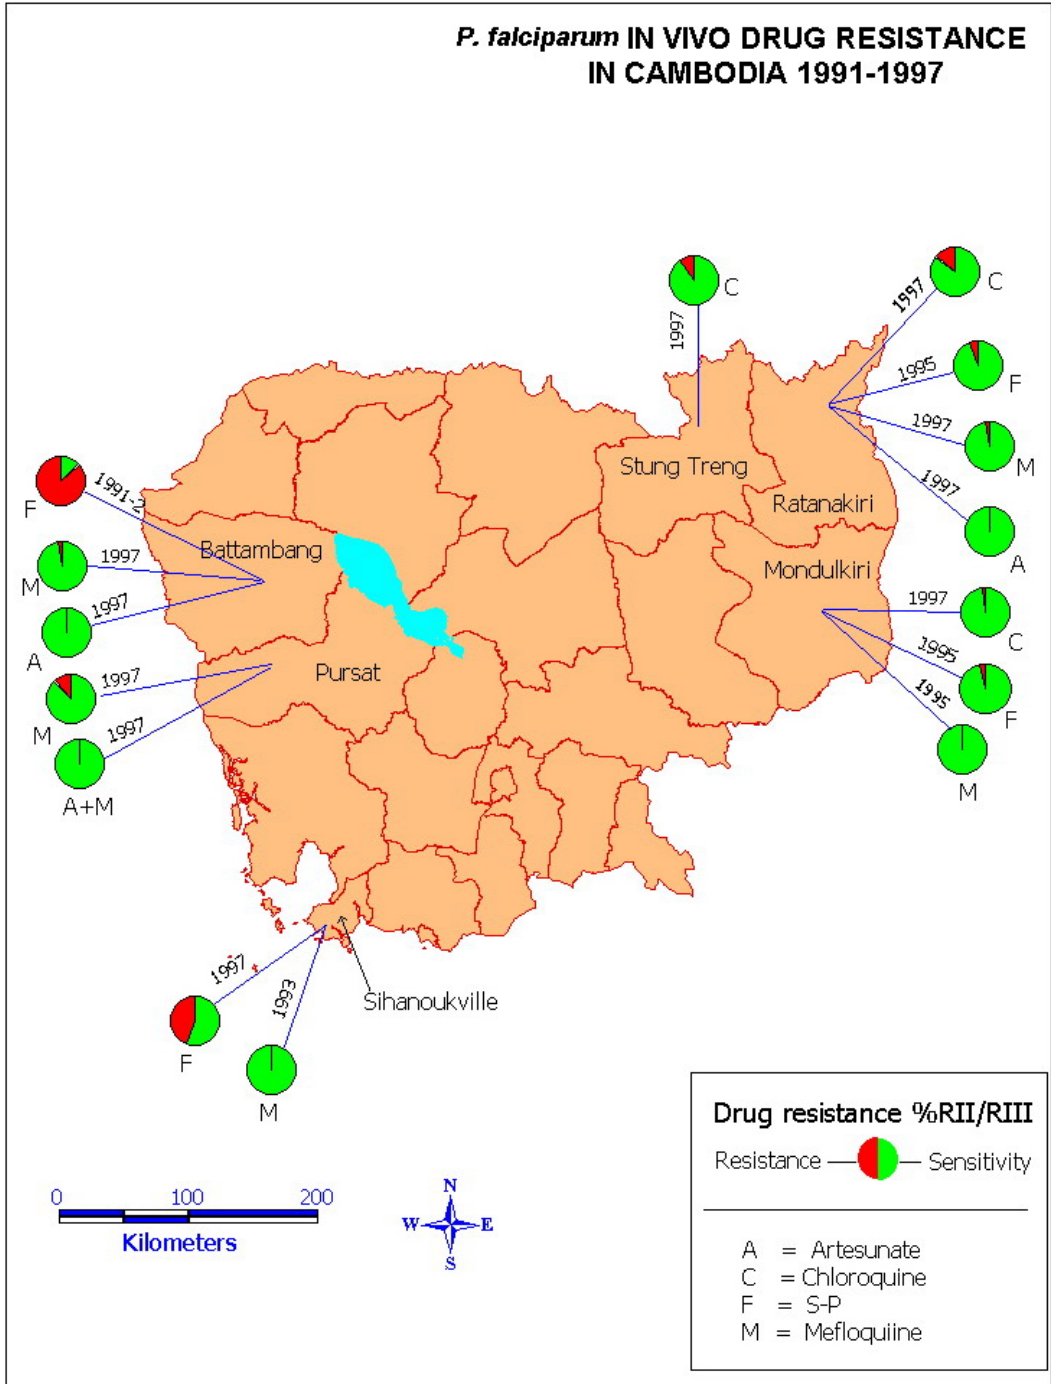 P. falciparum IN VIVO DRUG RESISTANCE
IN CAMBODIA 1991-1997
C
1997
C
1997
F
1995
M
1997
A
1997
Stung Treng
Ratanakiri
Mondulkiri
C
1997
F
1995
M
1995
F
1991-2
Battambang
M
1997
A
1997
Pursat
M
1997
A+M
1997
Sihanoukville
F
1997
M
1993
0 100 200
Kilometers
N
W E
S
Drug resistance %RII/RIII
Resistance Sensitivity
A = Artesunate
C = Chloroquine
F = S-P
M = Mefloquiine